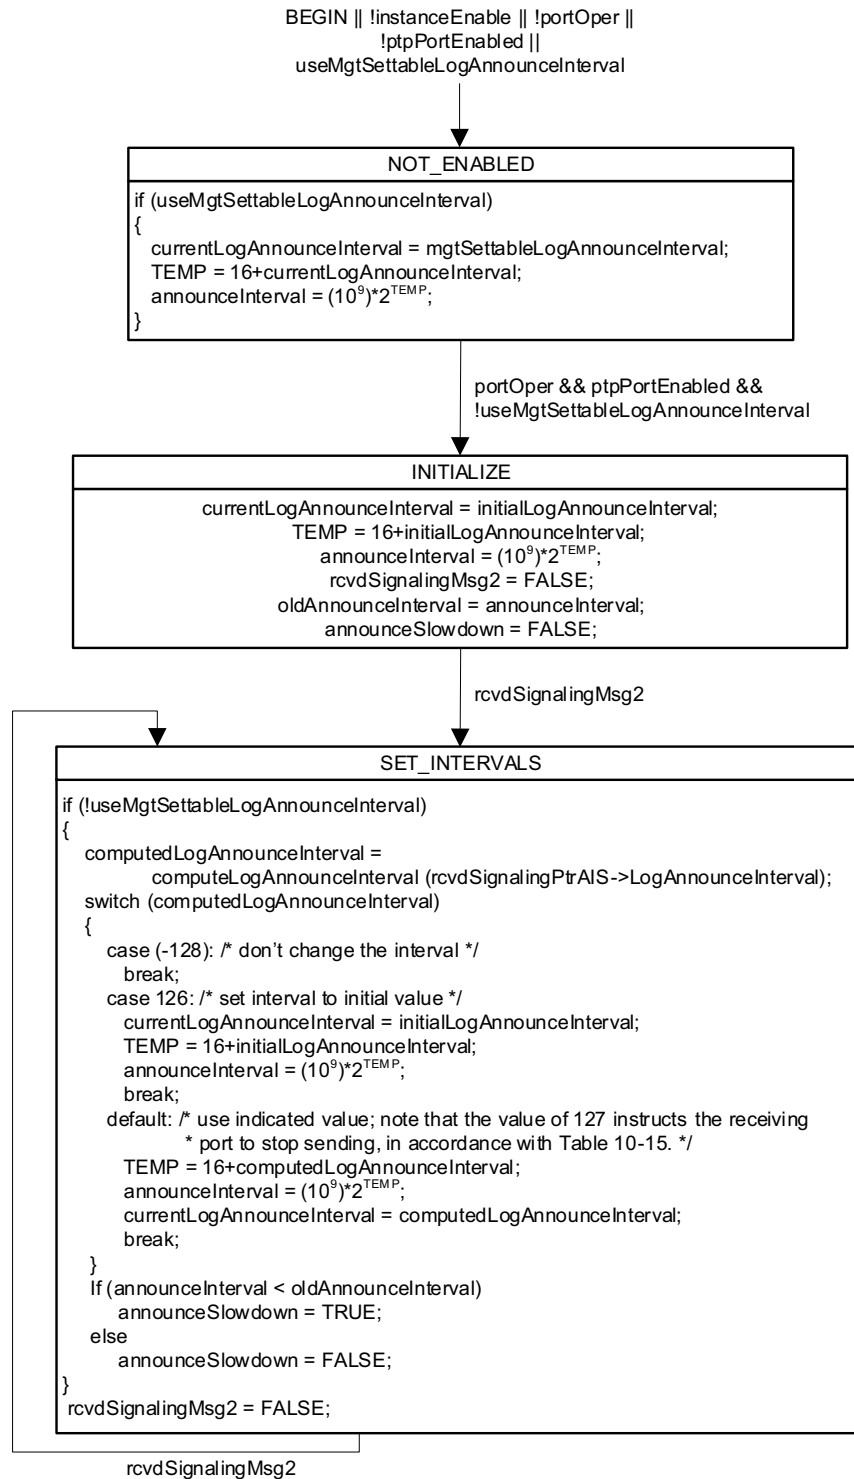 BEGIN || !instanceEnable || !portOper ||
!ptpPortEnabled ||
useMgtSettableLogAnnounceInterval
NOT_ENABLED
if (useMgtSettableLogAnnounceInterval)
{
currentLogAnnounceInterval = mgtSettableLogAnnounceInterval;
TEMP = 16+currentLogAnnounceInterval;
announceInterval = (10⁹)*2^TEMP;
}
portOper && ptpPortEnabled &&
!useMgtSettableLogAnnounceInterval
INITIALIZE
currentLogAnnounceInterval = initialLogAnnounceInterval;
TEMP = 16+initialLogAnnounceInterval;
announceInterval = (10⁹)*2^TEMP;
rcvdSignalingMsg2 = FALSE;
oldAnnounceInterval = announceInterval;
announceSlowdown = FALSE;
rcvdSignalingMsg2
SET_INTERVALS
if (!useMgtSettableLogAnnounceInterval)
{
computedLogAnnounceInterval =
computeLogAnnounceInterval (rcvdSignalingPtrAIS->LogAnnounceInterval);
switch (computedLogAnnounceInterval)
{
case (-128): /* don't change the interval */
break;
case 126: /* set interval to initial value */
currentLogAnnounceInterval = initialLogAnnounceInterval;
TEMP = 16+initialLogAnnounceInterval;
announceInterval = (10⁹)*2^TEMP;
break;
default: /* use indicated value; note that the value of 127 instructs the receiving
* port to stop sending, in accordance with Table 10-15. */
TEMP = 16+computedLogAnnounceInterval;
announceInterval = (10⁹)*2^TEMP;
currentLogAnnounceInterval = computedLogAnnounceInterval;
break;
}
If (announceInterval < oldAnnounceInterval)
announceSlowdown = TRUE;
else
announceSlowdown = FALSE;
}
rcvdSignalingMsg2 = FALSE;
rcvdSignalingMsg2